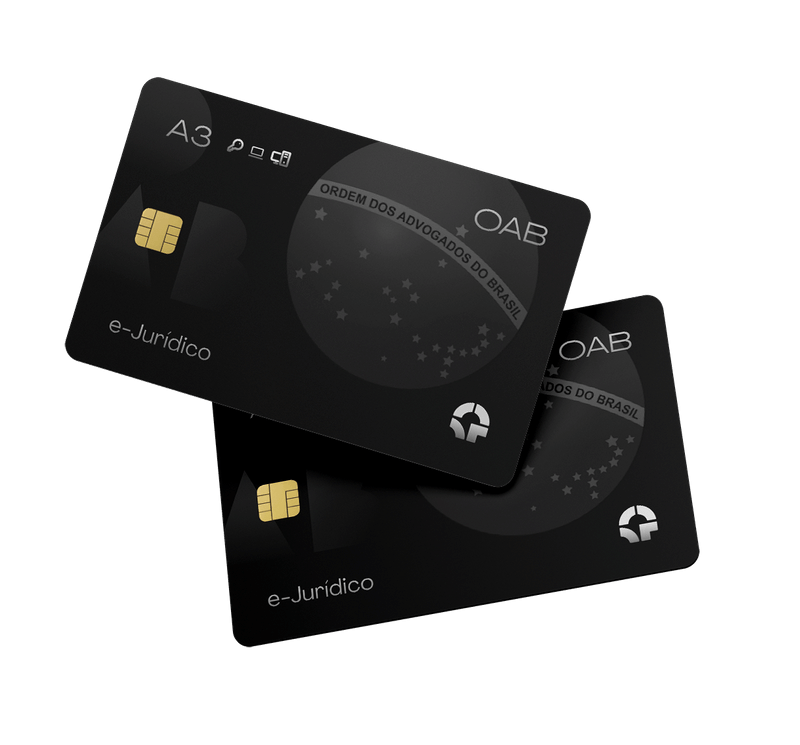 A3
ORDEM DOS ADVOGADOS DO BRASIL
OAB
e-Jurídico
OAB
ADOS DO BRASIL
e-Jurídico